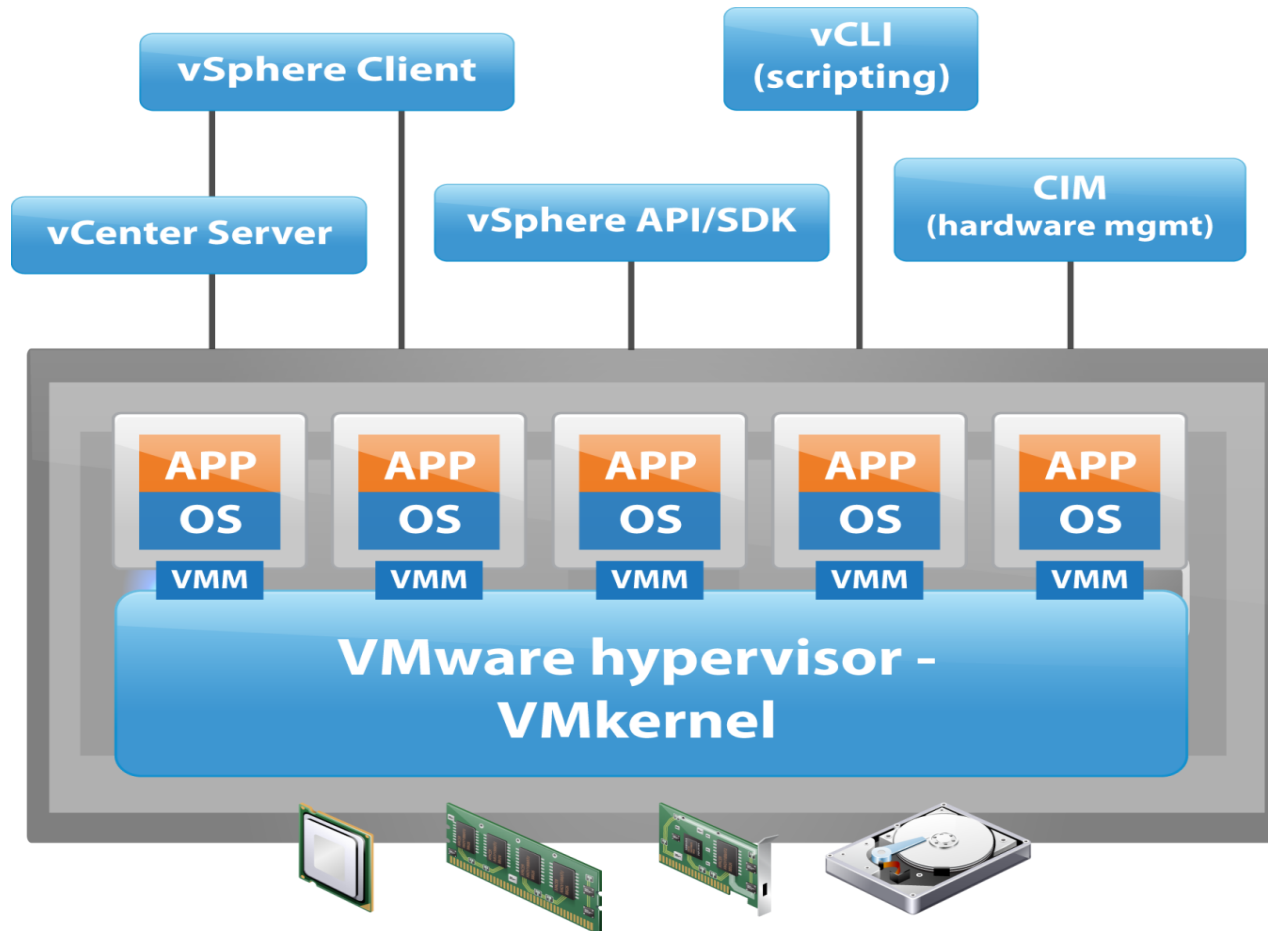 vSphere Client
vCLI
(scripting)
vCenter Server
vSphere API/SDK
CIM
(hardware mgmt)
APP
OS
VMM
APP
OS
VMM
APP
OS
VMM
APP
OS
VMM
APP
OS
VMM
VMware hypervisor -
VMkernel